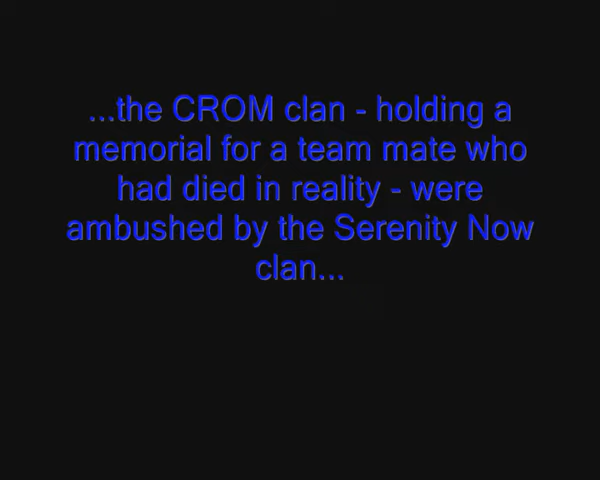 ...the CROM clan - holding a
memorial for a team mate who
had died in reality - were
ambushed by the Serenity Now
clan...